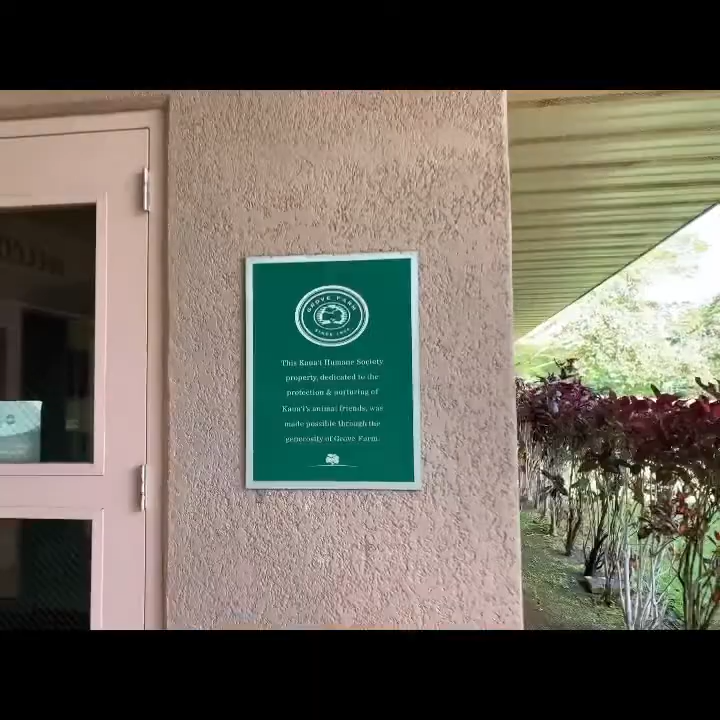 GROVE FARM
SINCE 1864
This Kaua'i Humane Society
property, dedicated to the
protection & nurturing of
Kaua'i's animal friends, was
made possible through the
generosity of Grove Farm.